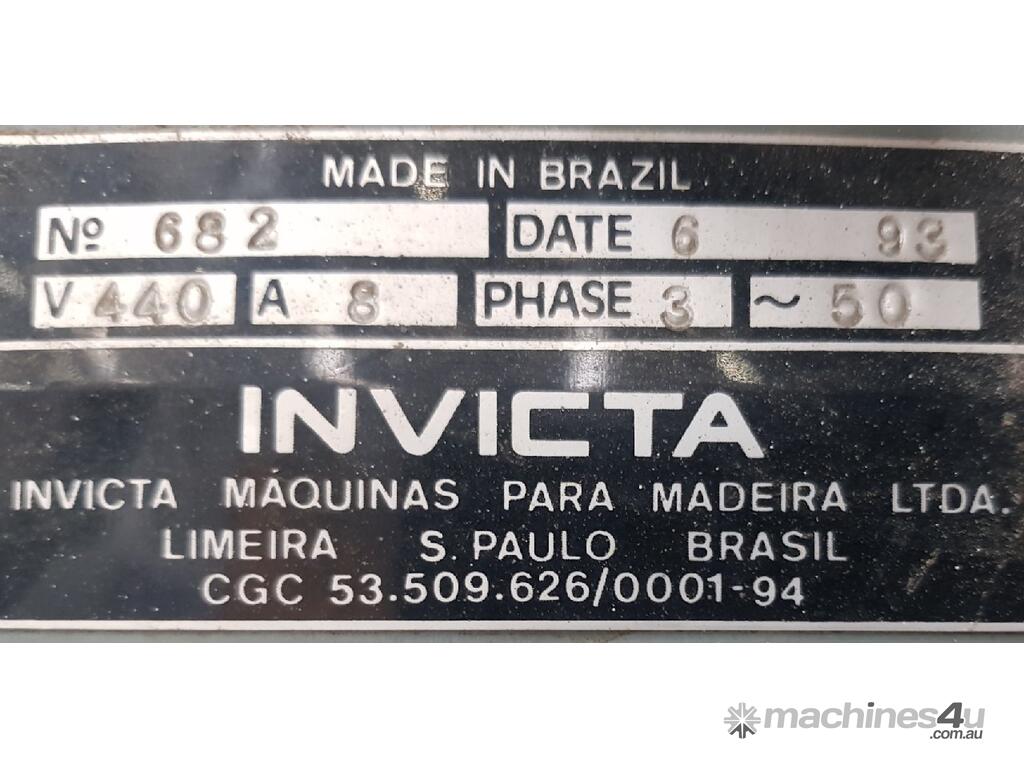 MADE IN BRAZIL
Nº 682 DATE 6 93
V 440 A 8 PHASE 3 ~ 50
INVICTA
INVICTA MÁQUINAS PARA MADEIRA LTDA.
LIMEIRA S. PAULO BRASIL
CGC 53.509.626/0001-94
machines4u
.com.au